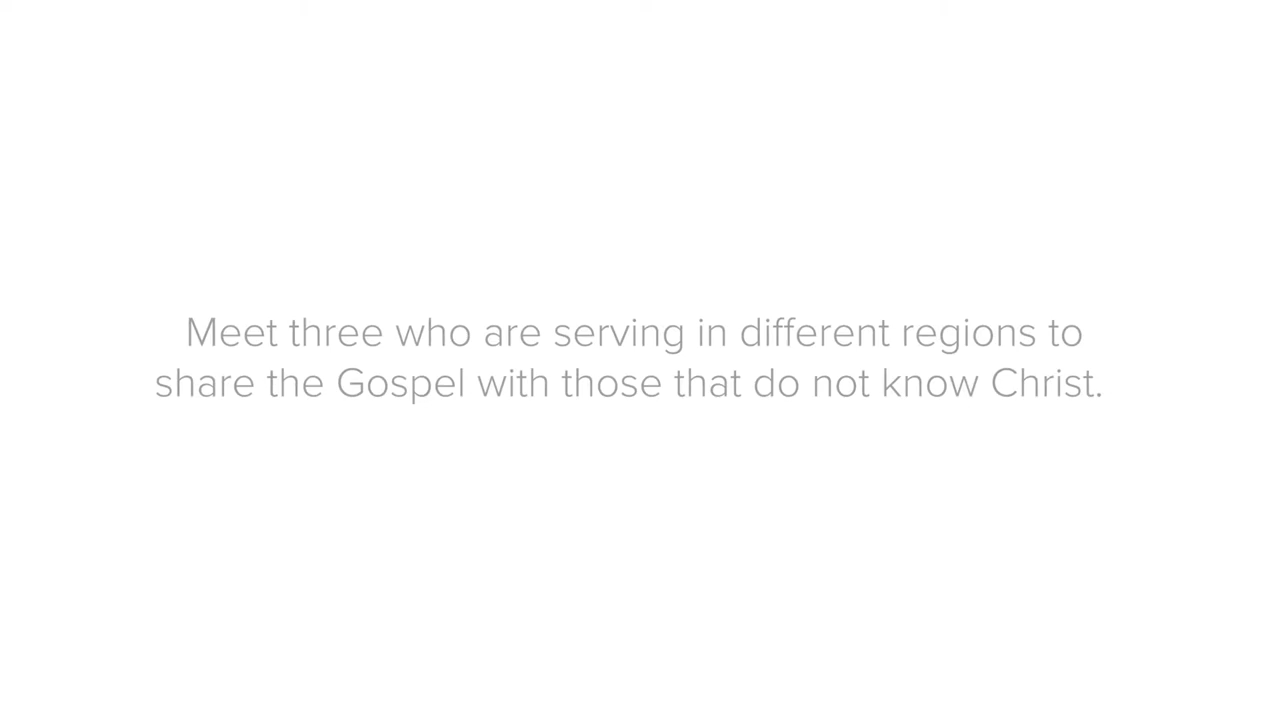 Meet three who are serving in different regions to
share the Gospel with those that do not know Christ.